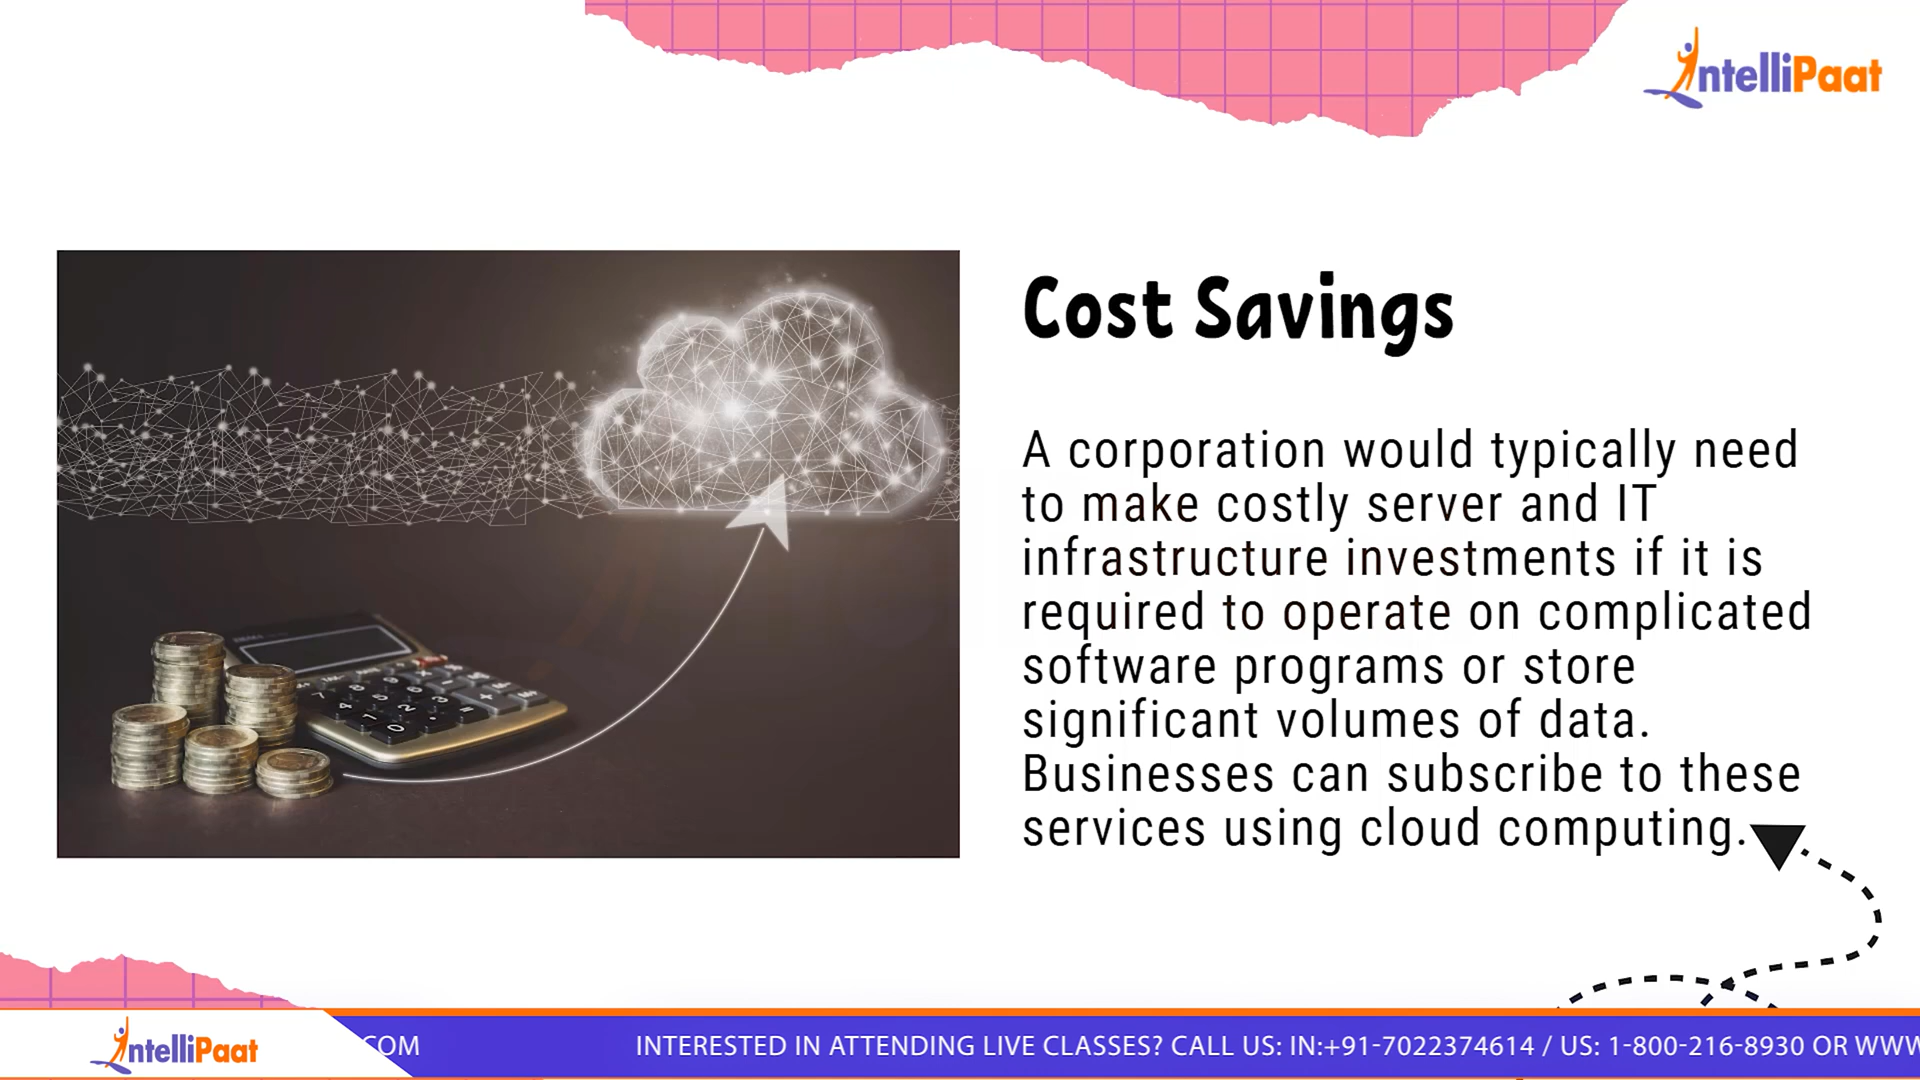 IntelliPaat
Cost Savings
A corporation would typically need
to make costly server and IT
infrastructure investments if it is
required to operate on complicated
software programs or store
significant volumes of data.
Businesses can subscribe to these
services using cloud computing.
IntelliPaat
.COM INTERESTED IN ATTENDING LIVE CLASSES? CALL US: IN:+91-7022374614 / US: 1-800-216-8930 OR WWW